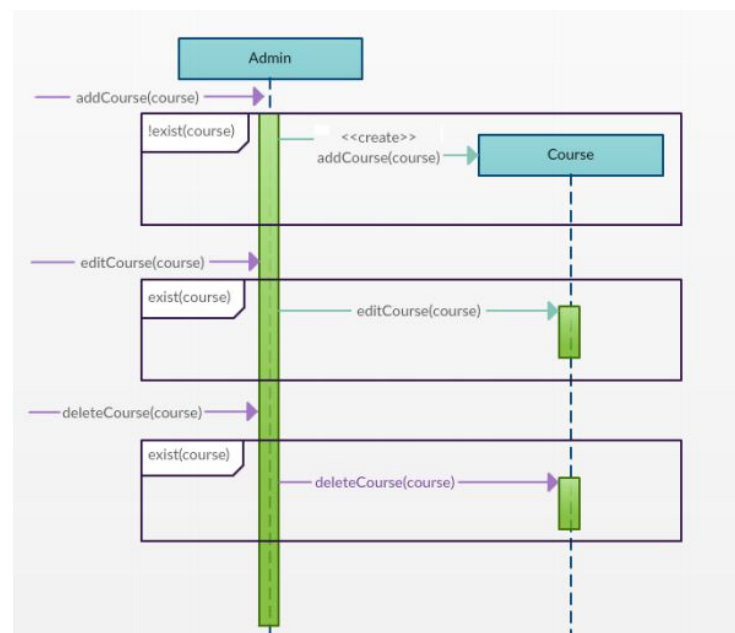 Admin
addCourse(course)
!exist(course)
<<create>>
addCourse(course)
Course
editCourse(course)
exist(course)
editCourse(course)
deleteCourse(course)
exist(course)
deleteCourse(course)